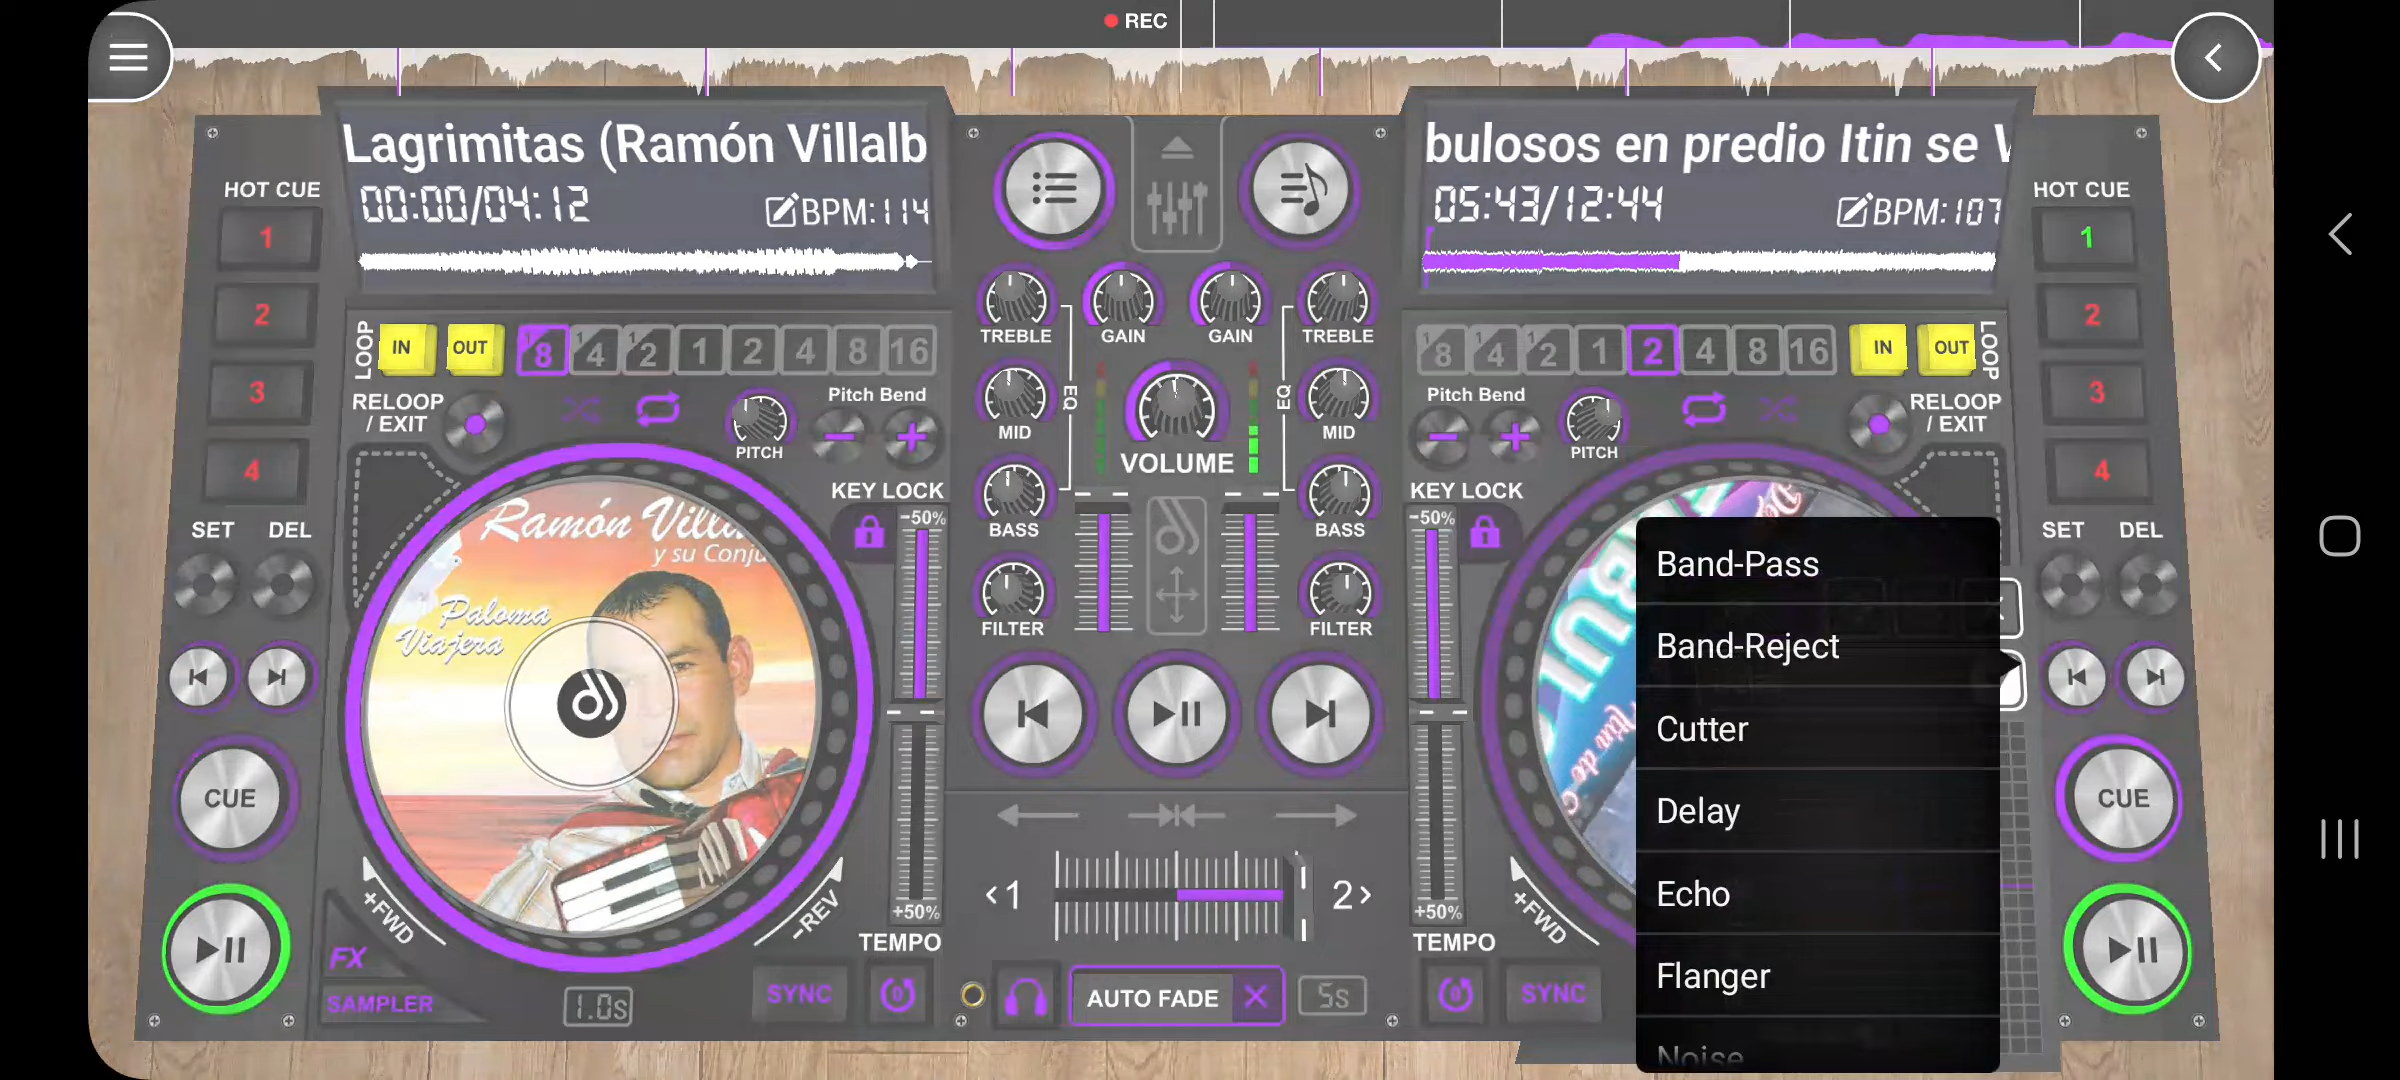 REC
Lagrimitas (Ramón Villalb
00:00/04:12
BPM:114
bulosos en predio Itin se V
05:43/12:44
BPM:107
HOT CUE
1
2
3
4
SET DEL
CUE
LOOP
IN OUT 1/8 1/4 1/2 1 2 4 8 16
RELOOP
/ EXIT
PITCH
Pitch Bend
KEY LOCK
-50%
+50%
TEMPO
Ramón Villa
y su Conju
Paloma
Viajera
+FWD
-REV
FX
SAMPLER
1.0s
SYNC
TREBLE GAIN GAIN TREBLE
EQ EQ
MID MID
VOLUME
BASS BASS
FILTER FILTER
<1 2>
AUTO FADE
5s
1/8 1/4 1/2 1 2 4 8 16 IN OUT
LOOP
Pitch Bend
PITCH
RELOOP
/ EXIT
KEY LOCK
-50%
+50%
TEMPO
+FWD
SYNC
Band-Pass
Band-Reject
Cutter
Delay
Echo
Flanger
Noise
HOT CUE
1
2
3
4
SET DEL
CUE